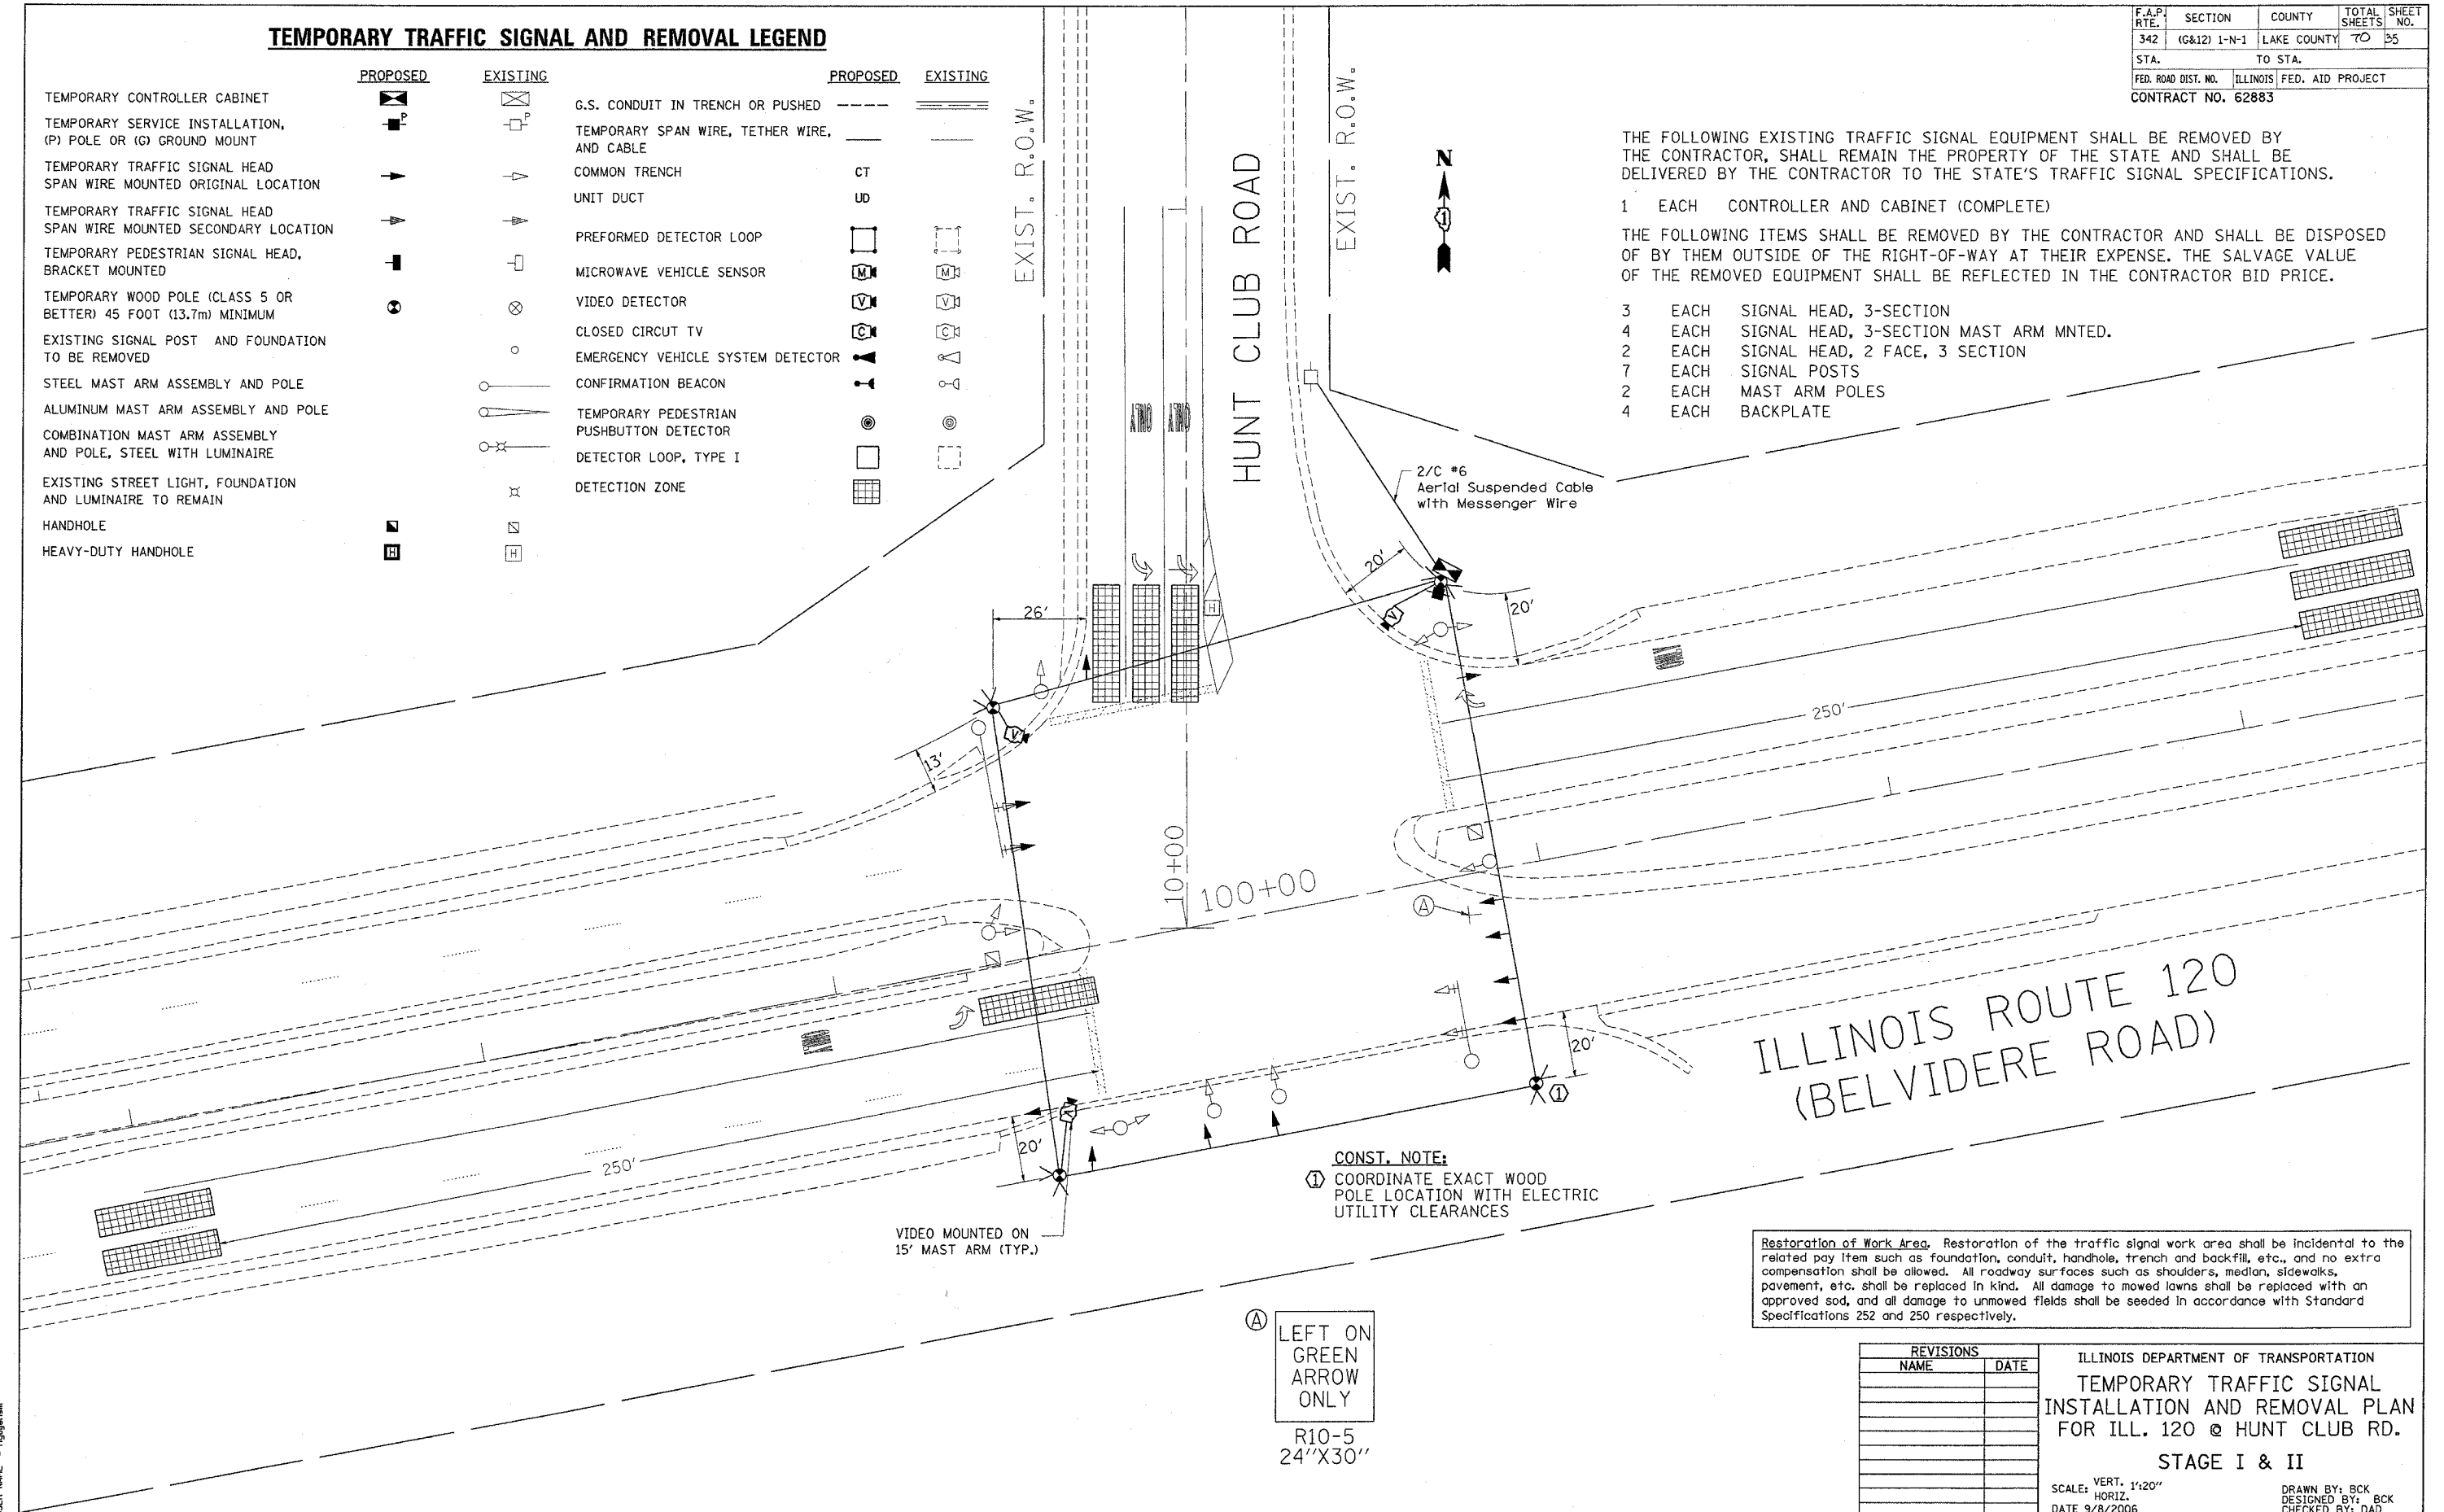 TEMPORARY TRAFFIC SIGNAL AND REMOVAL LEGEND
PROPOSED EXISTING
TEMPORARY CONTROLLER CABINET
TEMPORARY SERVICE INSTALLATION, P P
(P) POLE OR (G) GROUND MOUNT
TEMPORARY TRAFFIC SIGNAL HEAD
SPAN WIRE MOUNTED ORIGINAL LOCATION
TEMPORARY TRAFFIC SIGNAL HEAD
SPAN WIRE MOUNTED SECONDARY LOCATION
TEMPORARY PEDESTRIAN SIGNAL HEAD,
BRACKET MOUNTED
TEMPORARY WOOD POLE (CLASS 5 OR
BETTER) 45 FOOT (13.7m) MINIMUM
EXISTING SIGNAL POST AND FOUNDATION
TO BE REMOVED
STEEL MAST ARM ASSEMBLY AND POLE
ALUMINUM MAST ARM ASSEMBLY AND POLE
COMBINATION MAST ARM ASSEMBLY
AND POLE, STEEL WITH LUMINAIRE
EXISTING STREET LIGHT, FOUNDATION
AND LUMINAIRE TO REMAIN
HANDHOLE
HEAVY-DUTY HANDHOLE H H
PROPOSED EXISTING
G.S. CONDUIT IN TRENCH OR PUSHED
TEMPORARY SPAN WIRE, TETHER WIRE,
AND CABLE
COMMON TRENCH CT
UNIT DUCT UD
PREFORMED DETECTOR LOOP
MICROWAVE VEHICLE SENSOR M M
VIDEO DETECTOR V V
CLOSED CIRCUT TV C C
EMERGENCY VEHICLE SYSTEM DETECTOR
CONFIRMATION BEACON
TEMPORARY PEDESTRIAN
PUSHBUTTON DETECTOR
DETECTOR LOOP, TYPE I
DETECTION ZONE
EXIST. R.O.W.
HUNT CLUB ROAD
EXIST. R.O.W.
ONLY ONLY
N
1
F.A.P. RTE. SECTION COUNTY TOTAL SHEETS SHEET NO.
342 (G&12) 1-N-1 LAKE COUNTY 70 35
STA. TO STA.
FED. ROAD DIST. NO. ILLINOIS FED. AID PROJECT
CONTRACT NO. 62883
THE FOLLOWING EXISTING TRAFFIC SIGNAL EQUIPMENT SHALL BE REMOVED BY
THE CONTRACTOR, SHALL REMAIN THE PROPERTY OF THE STATE AND SHALL BE
DELIVERED BY THE CONTRACTOR TO THE STATE'S TRAFFIC SIGNAL SPECIFICATIONS.
1 EACH CONTROLLER AND CABINET (COMPLETE)
THE FOLLOWING ITEMS SHALL BE REMOVED BY THE CONTRACTOR AND SHALL BE DISPOSED
OF BY THEM OUTSIDE OF THE RIGHT-OF-WAY AT THEIR EXPENSE. THE SALVAGE VALUE
OF THE REMOVED EQUIPMENT SHALL BE REFLECTED IN THE CONTRACTOR BID PRICE.
3 EACH SIGNAL HEAD, 3-SECTION
4 EACH SIGNAL HEAD, 3-SECTION MAST ARM MNTED.
2 EACH SIGNAL HEAD, 2 FACE, 3 SECTION
7 EACH SIGNAL POSTS
2 EACH MAST ARM POLES
4 EACH BACKPLATE
2/C #6
Aerial Suspended Cable
with Messenger Wire
20'
20'
26'
H
V
V
13'
250'
10+00
100+00
A
20'
1
250'
20'
V
VIDEO MOUNTED ON
15' MAST ARM (TYP.)
CONST. NOTE:
1 COORDINATE EXACT WOOD
POLE LOCATION WITH ELECTRIC
UTILITY CLEARANCES
ILLINOIS ROUTE 120
(BELVIDERE ROAD)
A
LEFT ON
GREEN
ARROW
ONLY
R10-5
24"X30"
Restoration of Work Area. Restoration of the traffic signal work area shall be incidental to the
related pay item such as foundation, conduit, handhole, trench and backfill, etc., and no extra
compensation shall be allowed. All roadway surfaces such as shoulders, median, sidewalks,
pavement, etc. shall be replaced in kind. All damage to mowed lawns shall be replaced with an
approved sod, and all damage to unmowed fields shall be seeded in accordance with Standard
Specifications 252 and 250 respectively.
REVISIONS
NAME DATE
ILLINOIS DEPARTMENT OF TRANSPORTATION
TEMPORARY TRAFFIC SIGNAL
INSTALLATION AND REMOVAL PLAN
FOR ILL. 120 @ HUNT CLUB RD.
STAGE I & II
SCALE: VERT. 1":20"
HORIZ.
DATE 9/8/2006
DRAWN BY: BCK
DESIGNED BY: BCK
CHECKED BY: DAD